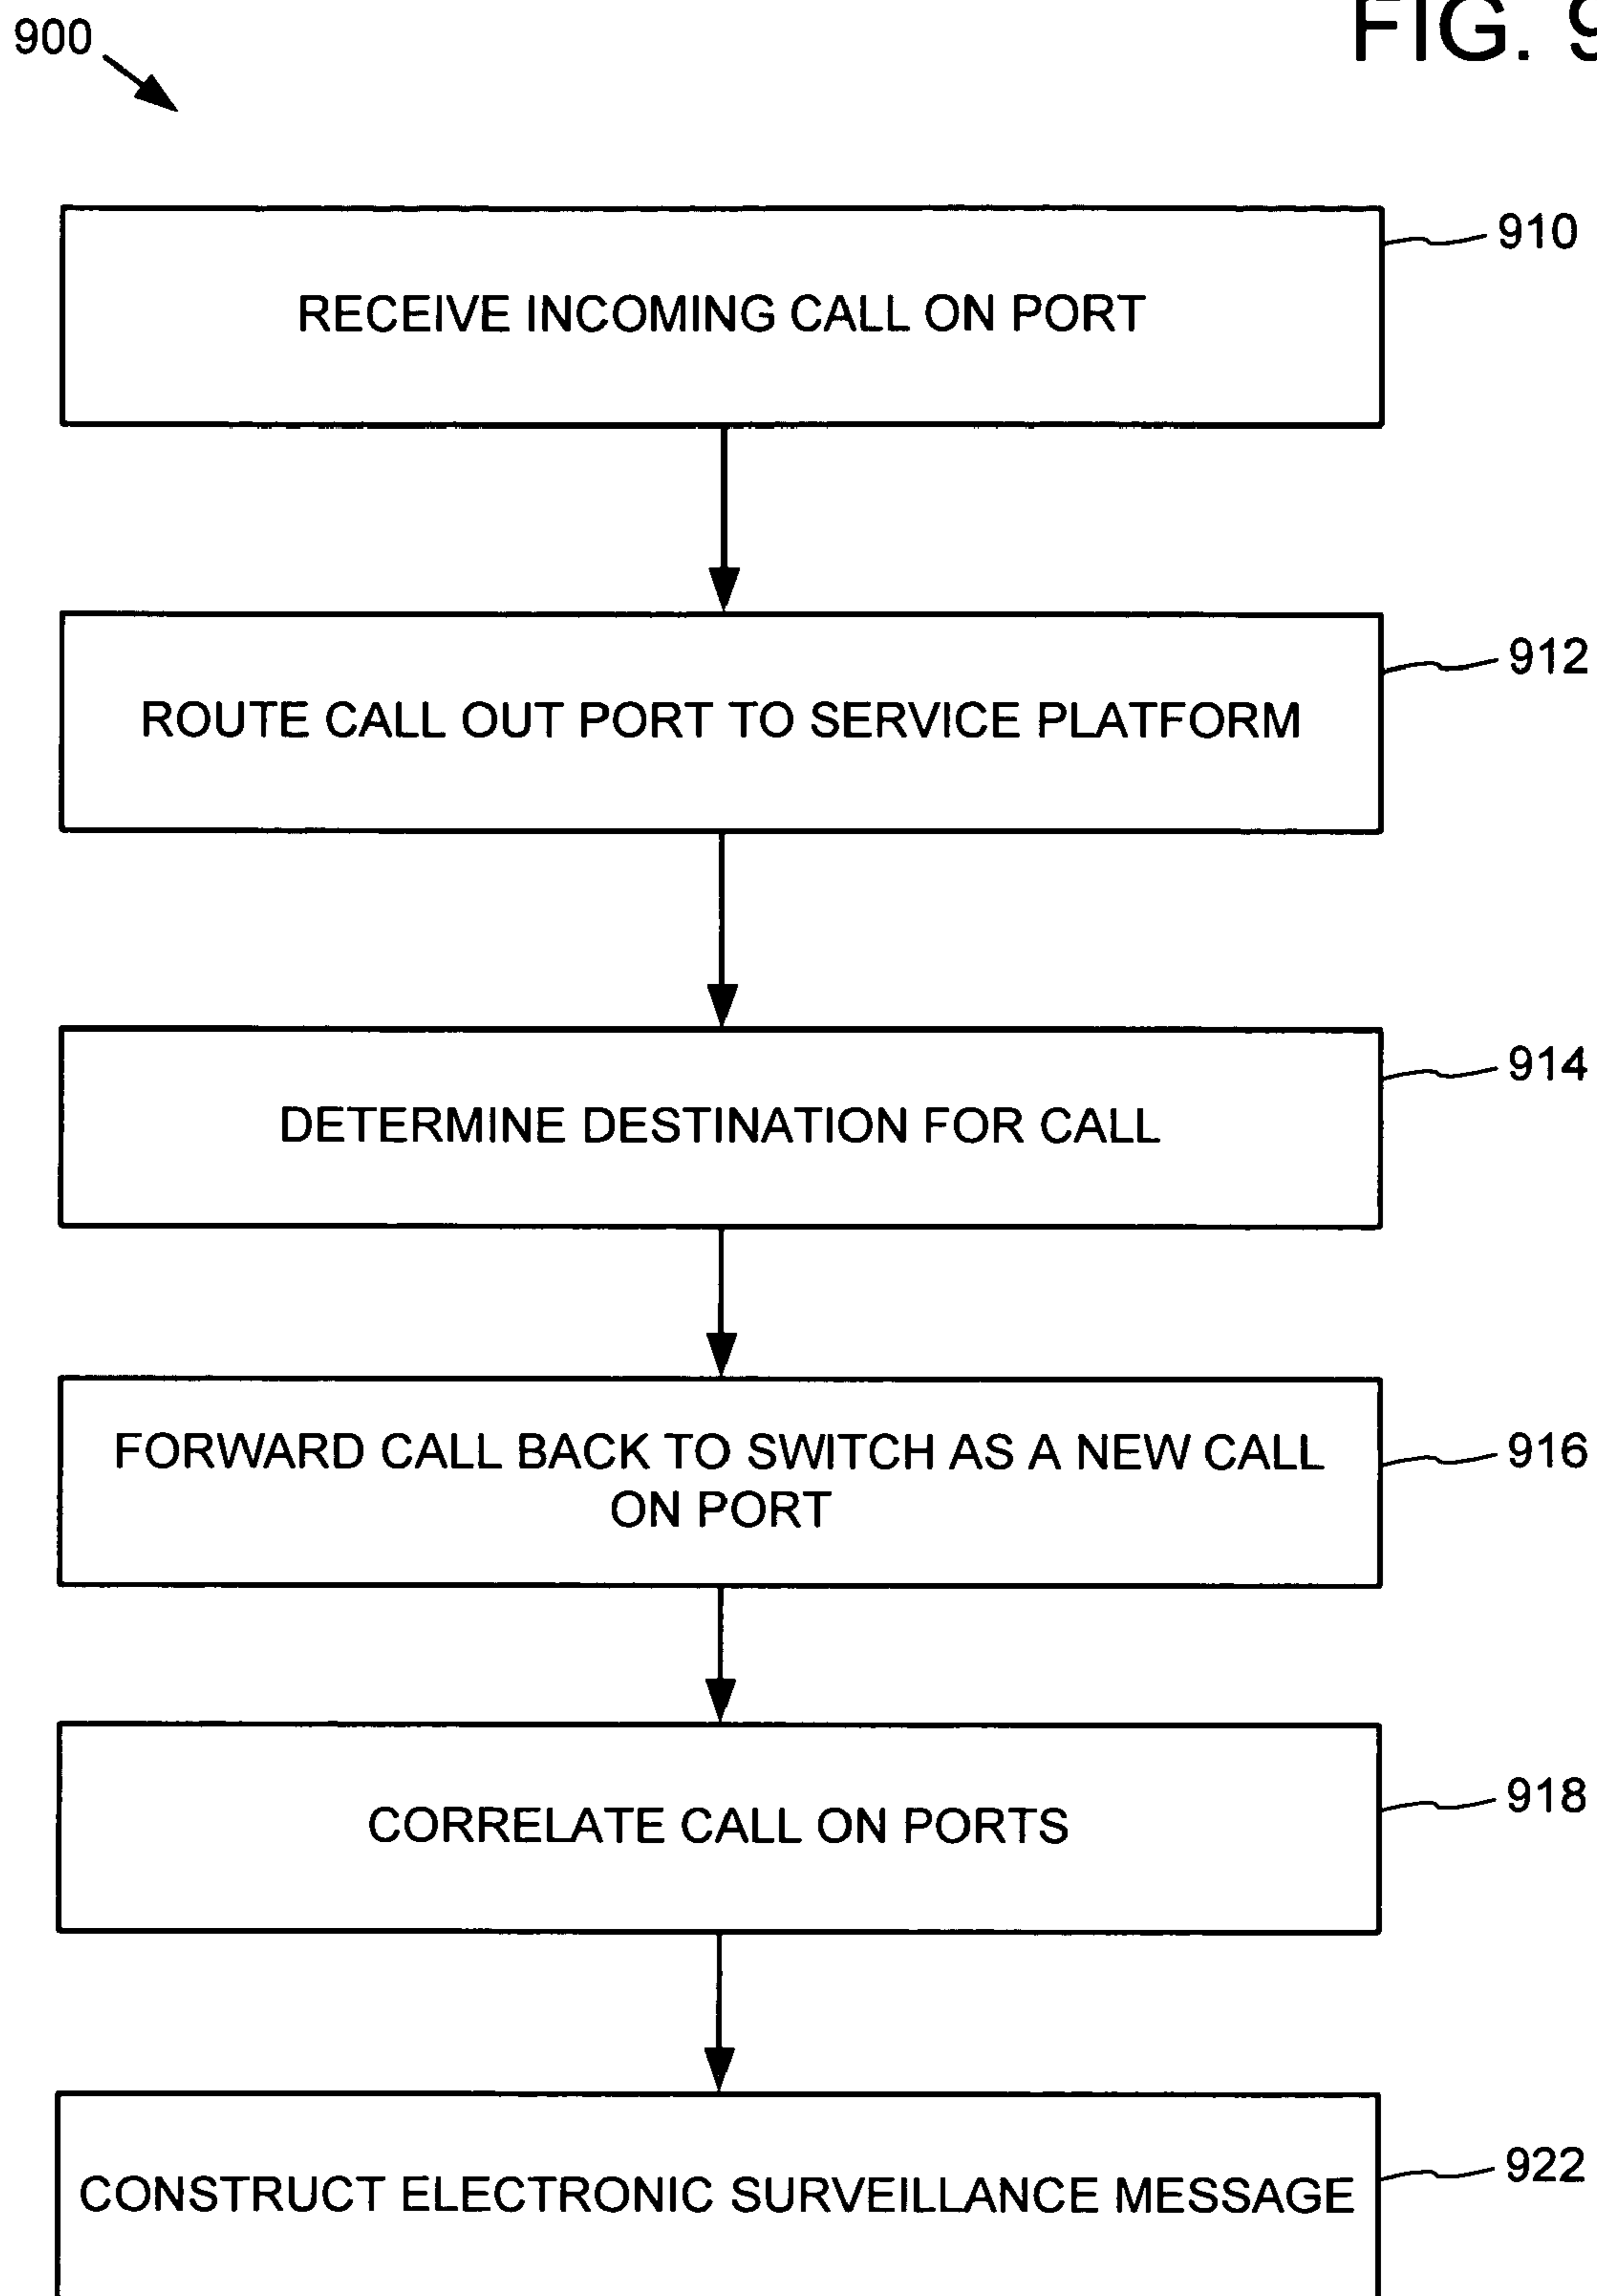 900
FIG. 9
RECEIVE INCOMING CALL ON PORT
910
ROUTE CALL OUT PORT TO SERVICE PLATFORM
912
DETERMINE DESTINATION FOR CALL
914
FORWARD CALL BACK TO SWITCH AS A NEW CALL
ON PORT
916
CORRELATE CALL ON PORTS
918
CONSTRUCT ELECTRONIC SURVEILLANCE MESSAGE
922